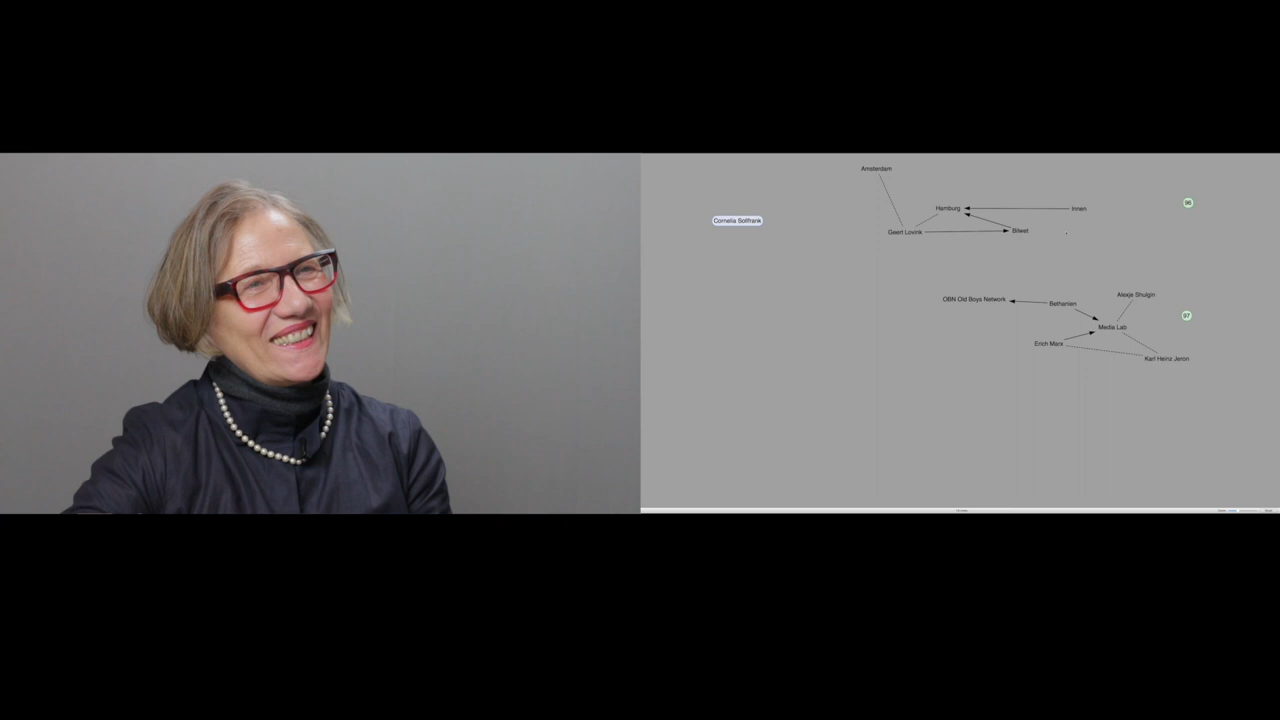 Amsterdam
Hamburg
Innen
96
Cornelia Sollfrank
Geert Lovink
Bilwet
Alexje Shulgin
OBN Old Boys Network
Bethanien
97
Media Lab
Erich Marx
Karl Heinz Jeron